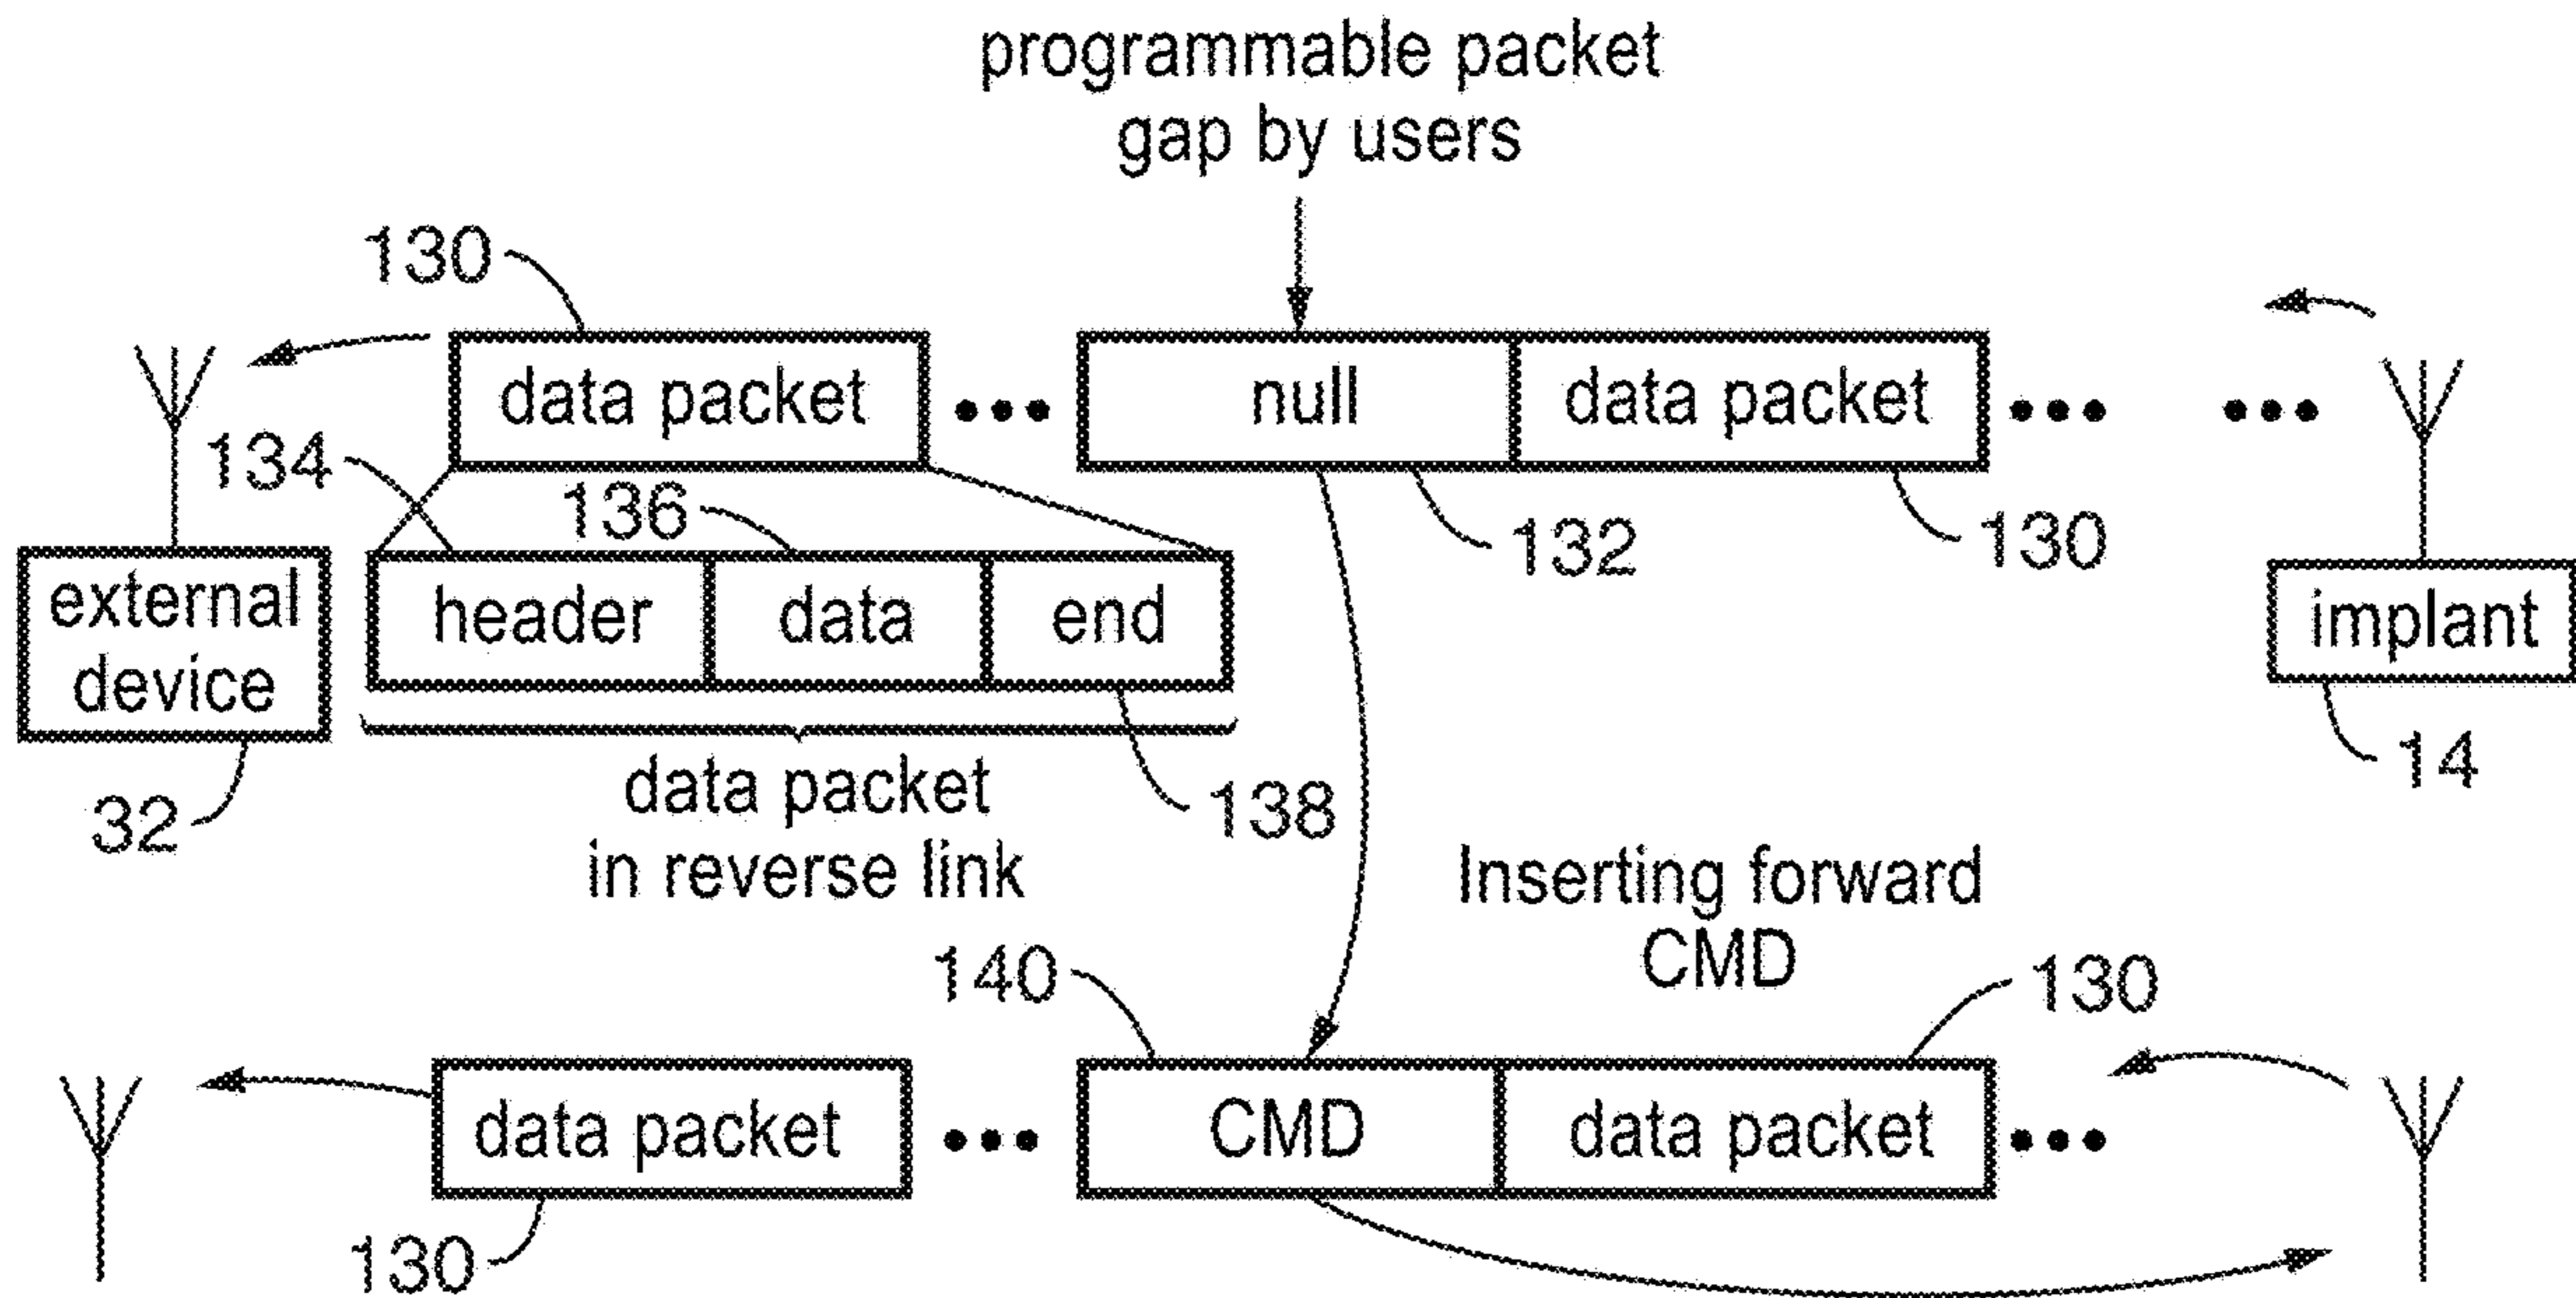 programmable packet
gap by users
130
data packet
null
data packet
134
136
132
130
external
device
header
data
end
implant
32
data packet
in reverse link
138
14
Inserting forward
CMD
140
130
data packet
CMD
data packet
130